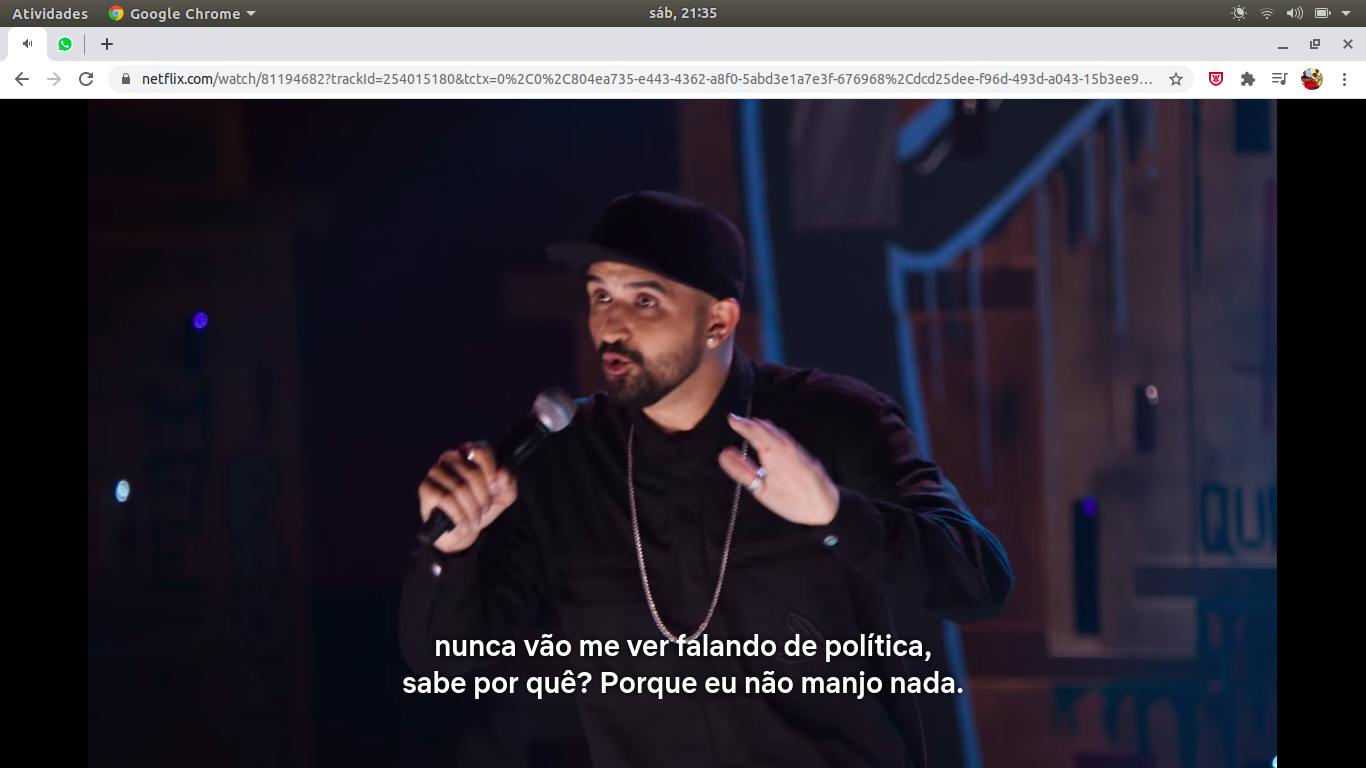 Atividades Google Chrome sáb, 21:35
netflix.com/watch/81194682?trackId=254015180&tctx=0%2C0%2C804ea735-e443-4362-a8f0-5abd3e1a7e3f-676968%2Cdcd25dee-f96d-493d-a043-15b3ee9...
QU
nunca vão me ver falando de política,
sabe por quê? Porque eu não manjo nada.